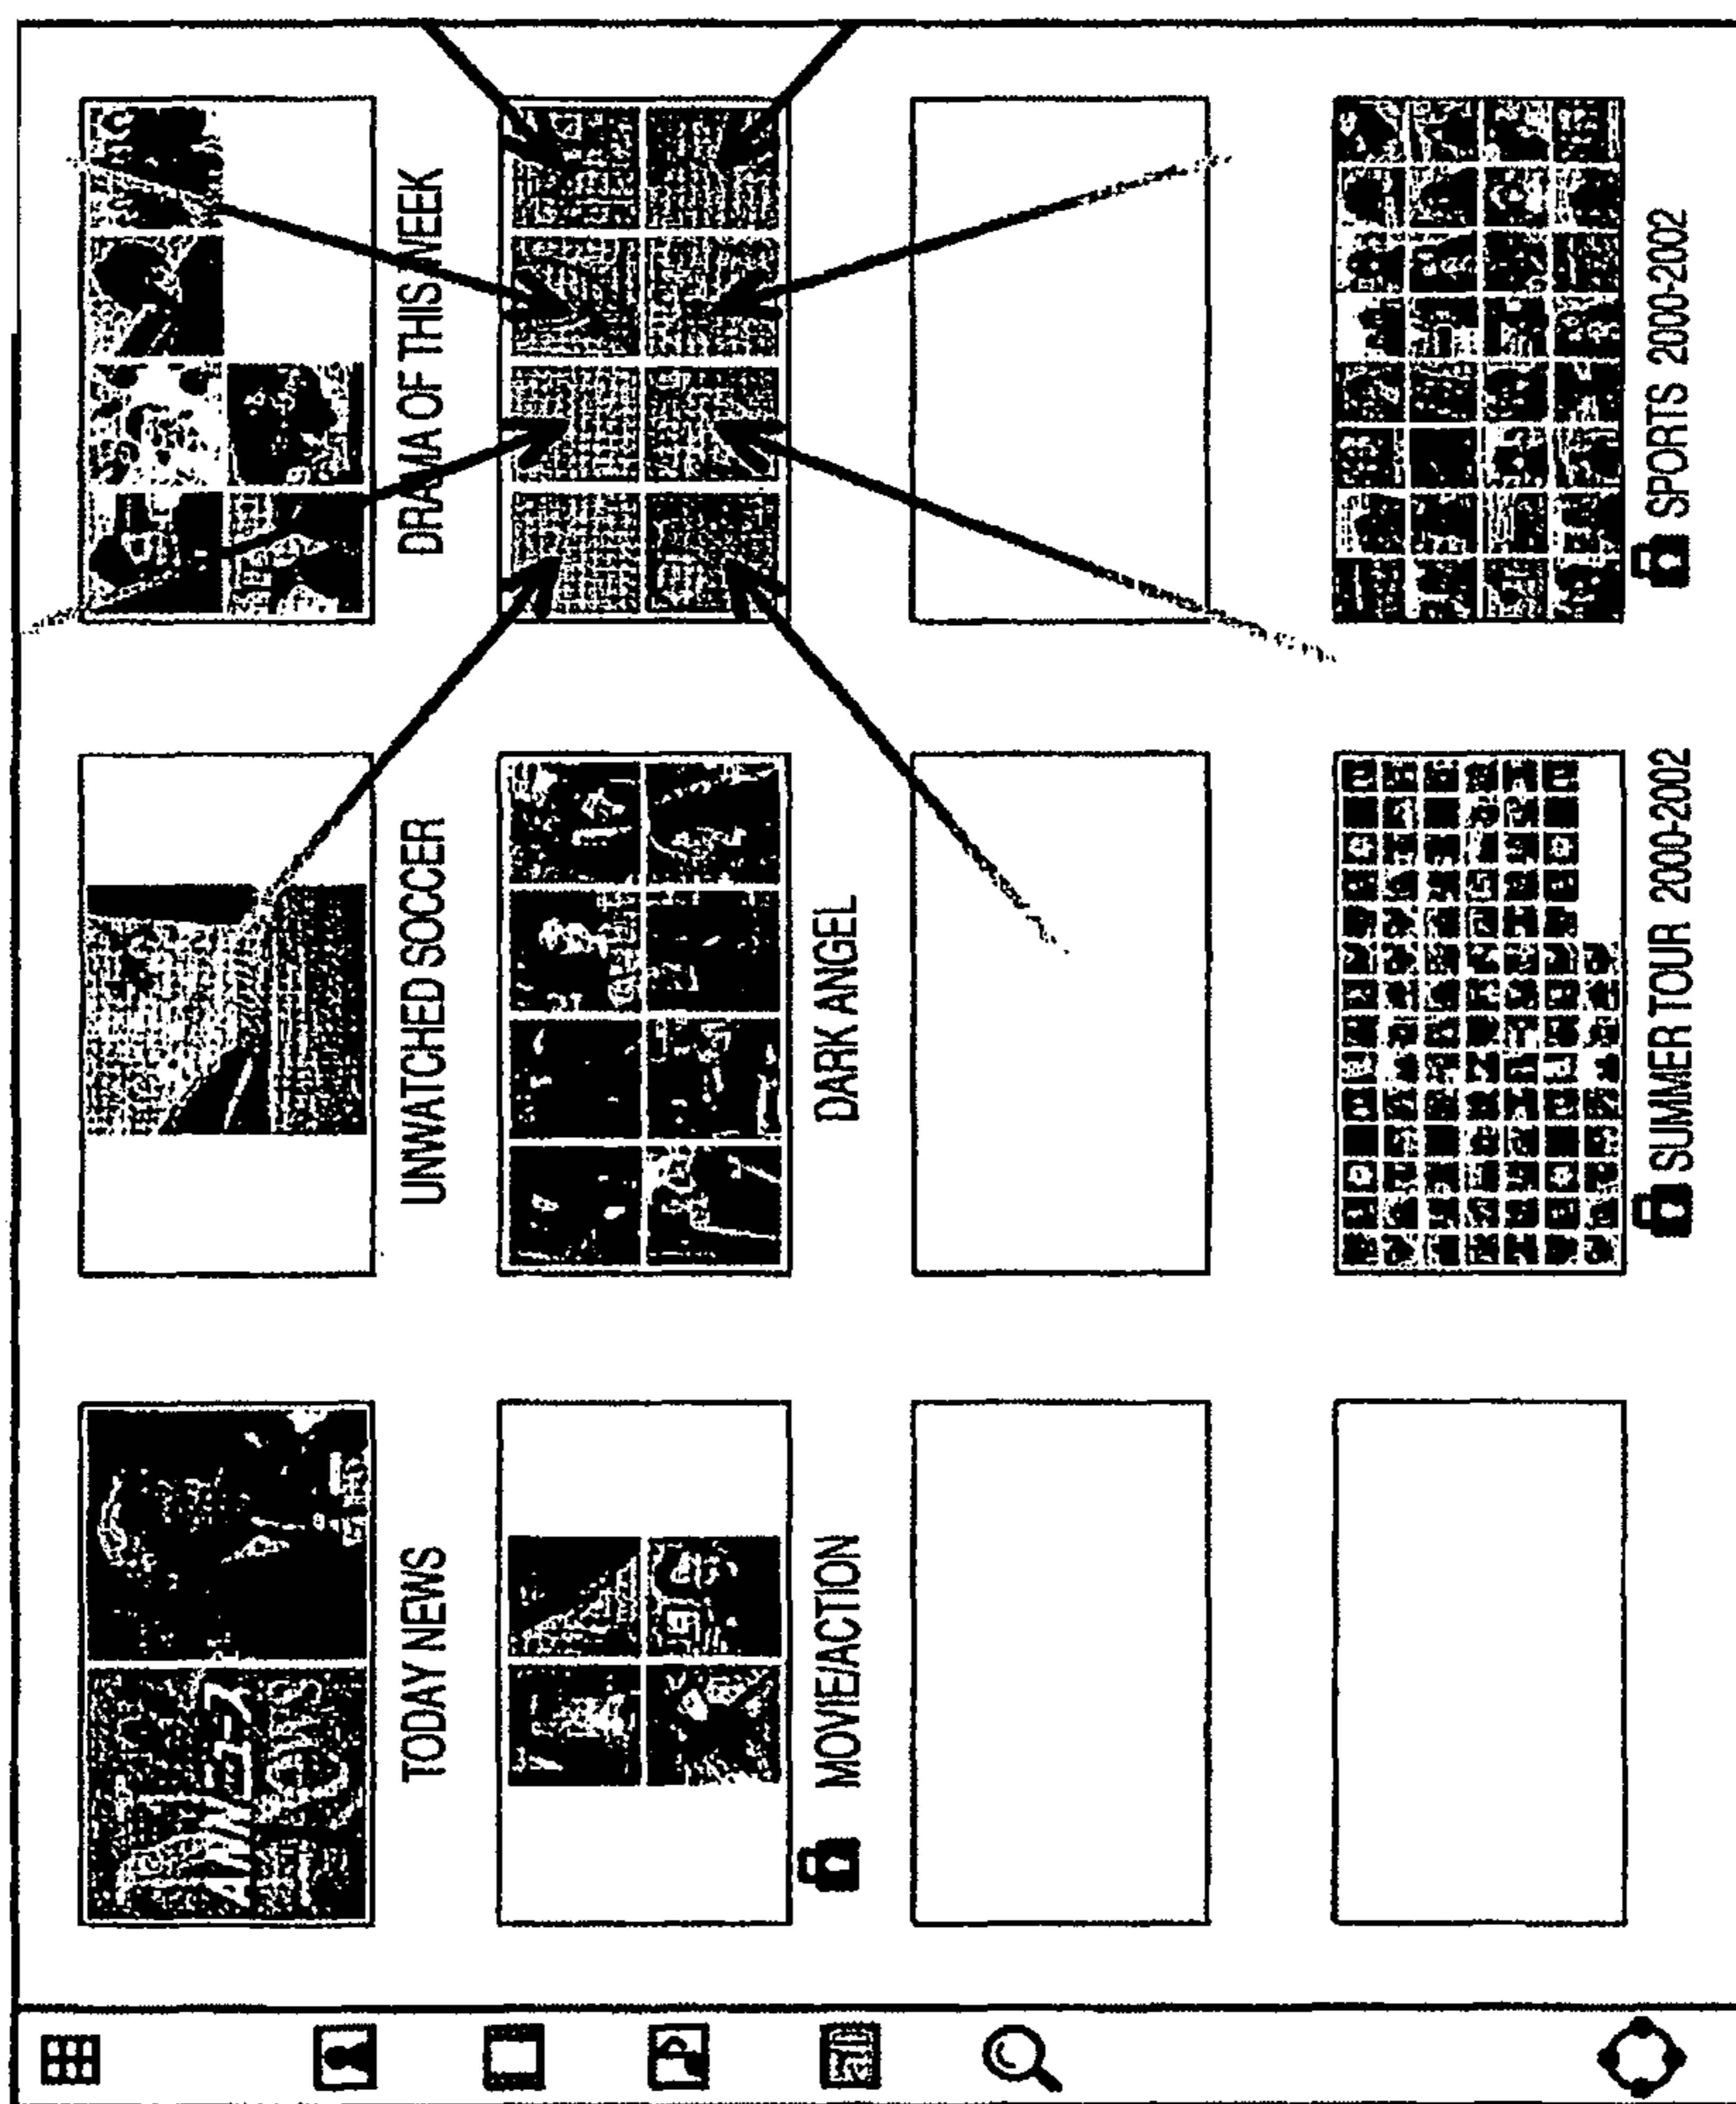 TODAY NEWS
UNWATCHED SOCCER
DRAMA OF THIS WEEK
MOVIE/ACTION
DARK ANGEL
SUMMER TOUR 2000-2002
SPORTS 2000-2002